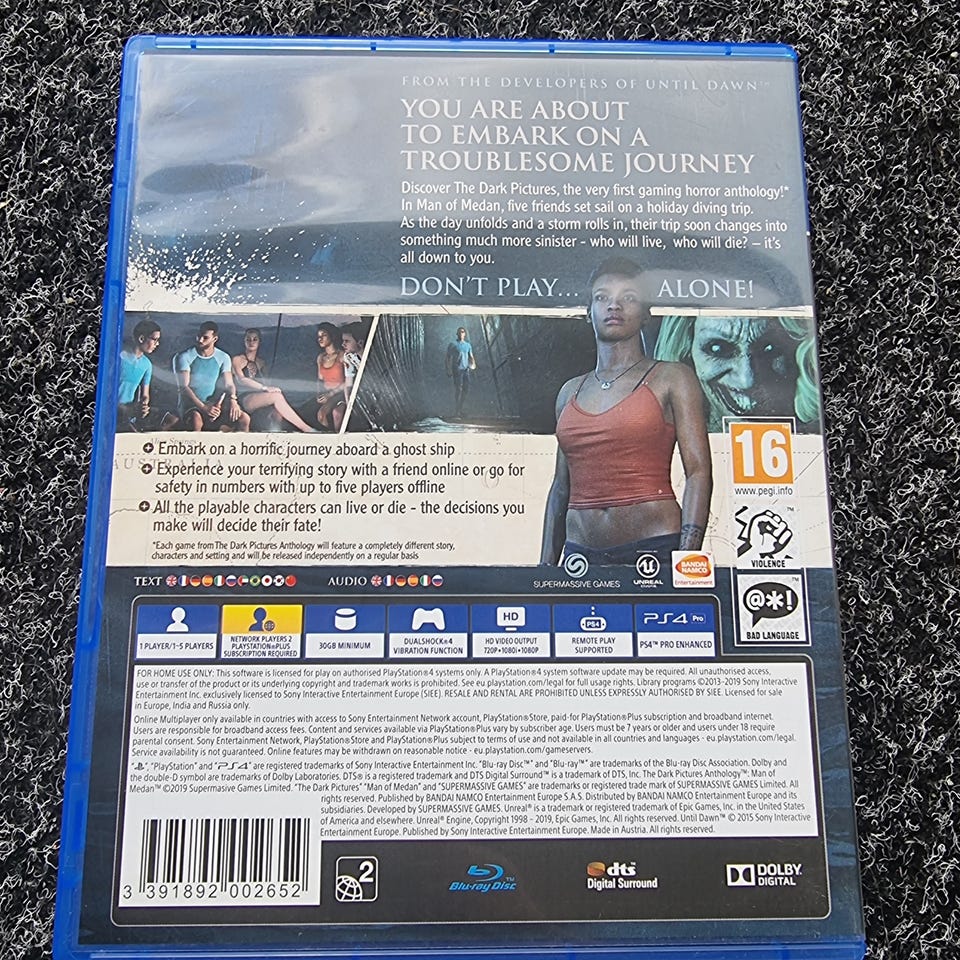 FROM THE DEVELOPERS OF UNTIL DAWN™
YOU ARE ABOUT
TO EMBARK ON A
TROUBLESOME JOURNEY
Discover The Dark Pictures, the very first gaming horror anthology!*
In Man of Medan, five friends set sail on a holiday diving trip.
As the day unfolds and a storm rolls in, their trip soon changes into
something much more sinister - who will live, who will die? – it's
all down to you.
DON'T PLAY... ALONE!
AUSTRALIA
Embark on a horrific journey aboard a ghost ship
Experience your terrifying story with a friend online or go for
safety in numbers with up to five players offline
All the playable characters can live or die - the decisions you
make will decide their fate!
*Each game from The Dark Pictures Anthology will feature a completely different story,
characters and setting and will be released independently on a regular basis
16
www.pegi.info
VIOLENCE
@*!
BAD LANGUAGE
TEXT
AUDIO
SUPERMASSIVE GAMES
UNREAL
BANDAI
NAMCO
Entertainment
1 PLAYER/1-5 PLAYERS
NETWORK PLAYERS 2
PLAYSTATION®PLUS
SUBSCRIPTION REQUIRED
30GB MINIMUM
DUALSHOCK®4
VIBRATION FUNCTION
HD
HD VIDEO OUTPUT
720P•1080i•1080P
PS4
REMOTE PLAY
SUPPORTED
PS4 Pro
PS4™ PRO ENHANCED
FOR HOME USE ONLY: This software is licensed for play on authorised PlayStation®4 systems only. A PlayStation®4 system software update may be required. All unauthorised access,
use or transfer of the product or its underlying copyright and trademark works is prohibited. See eu.playstation.com/legal for full usage rights. Library programs ©2013-2019 Sony Interactive
Entertainment Inc. exclusively licensed to Sony Interactive Entertainment Europe (SIEE). RESALE AND RENTAL ARE PROHIBITED UNLESS EXPRESSLY AUTHORISED BY SIEE. Licensed for sale
in Europe, India and Russia only.
Online Multiplayer only available in countries with access to Sony Entertainment Network account, PlayStation®Store, paid-for PlayStation®Plus subscription and broadband internet.
Users are responsible for broadband access fees. Content and services available via PlayStation®Plus vary by subscriber age. Users must be 7 years or older and users under 18 require
parental consent. Sony Entertainment Network, PlayStation®Store and PlayStation®Plus subject to terms of use and not available in all countries and languages - eu.playstation.com/legal.
Service availability is not guaranteed. Online features may be withdrawn on reasonable notice - eu.playstation.com/gameservers.
"PlayStation" and "PS4" are registered trademarks of Sony Interactive Entertainment Inc. "Blu-ray Disc™" and "Blu-ray™" are trademarks of the Blu-ray Disc Association. Dolby and
the double-D symbol are trademarks of Dolby Laboratories. DTS® is a registered trademark and DTS Digital Surround™ is a trademark of DTS, Inc. The Dark Pictures Anthology™: Man of
Medan™ ©2019 Supermasive Games Limited. "The Dark Pictures" "Man of Medan" and "SUPERMASSIVE GAMES" are trademarks or registered trade mark of SUPERMASSIVE GAMES Limited. All
rights reserved. Published by BANDAI NAMCO Entertainment Europe S.A.S. Distributed by BANDAI NAMCO Entertainment Europe and its
subsidiaries. Developed by SUPERMASSIVE GAMES. Unreal® is a trademark or registered trademark of Epic Games, Inc. in the United States
of America and elsewhere. Unreal® Engine, Copyright 1998 - 2019, Epic Games, Inc. All rights reserved. Until Dawn™ © 2015 Sony Interactive
Entertainment Europe. Published by Sony Interactive Entertainment Europe. Made in Austria. All rights reserved.
3 391892 002652
2
Blu-ray Disc™
dts
Digital Surround
DOLBY
DIGITAL